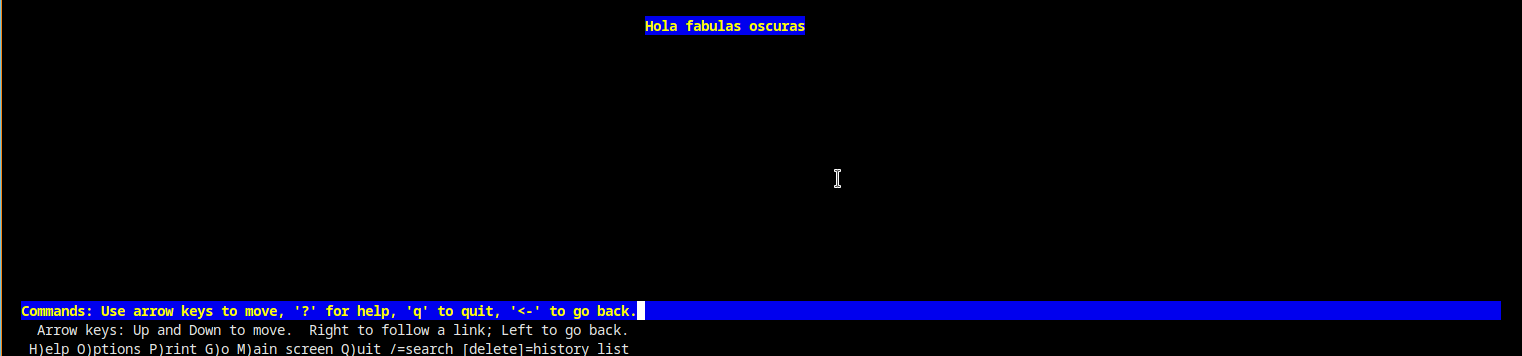 Hola fabulas oscuras
Commands: Use arrow keys to move, '?' for help, 'q' to quit, '<-' to go back.
Arrow keys: Up and Down to move.  Right to follow a link; Left to go back.
H)elp O)ptions P)rint G)o M)ain screen Q)uit /=search [delete]=history list